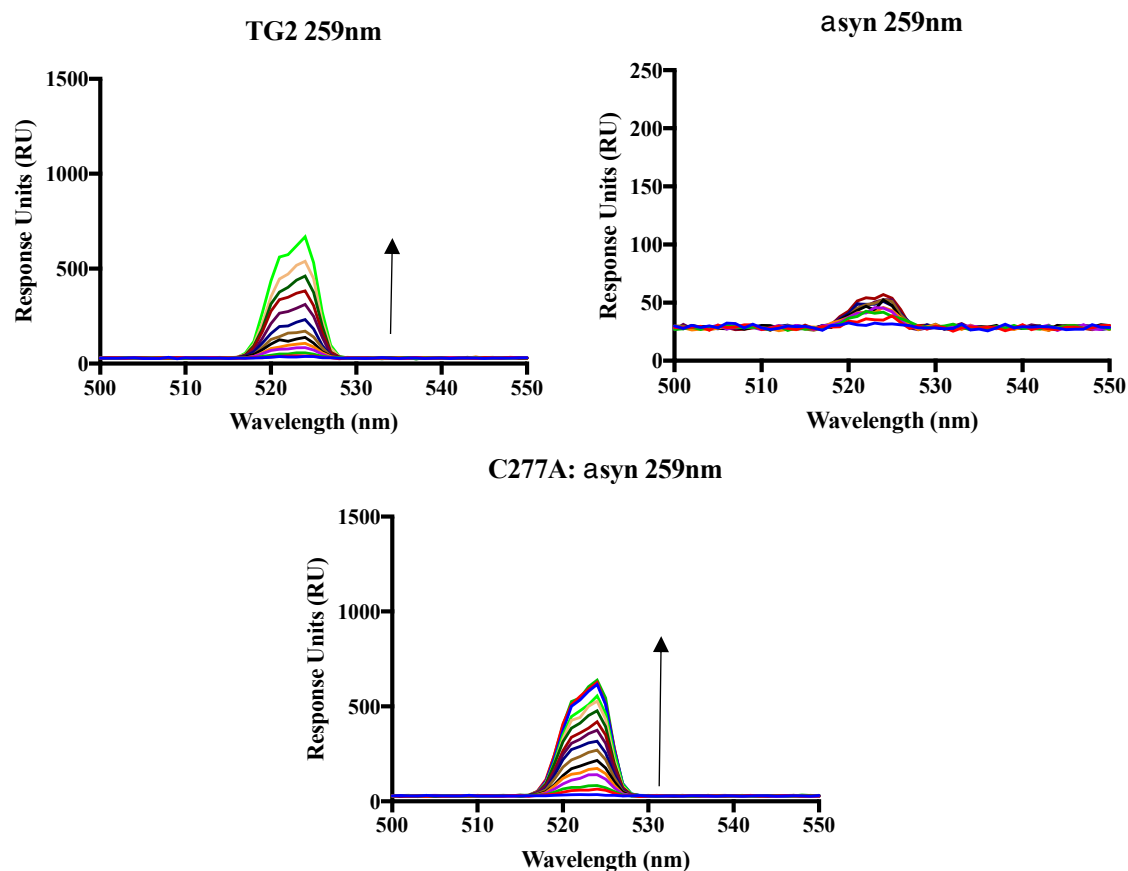 TG2 259nm
1500
1000
500
0
Response Units (RU)
500 510 520 530 540 550
Wavelength (nm)
asyn 259nm
250
200
150
100
50
0
Response Units (RU)
500 510 520 530 540 550
Wavelength (nm)
C277A: asyn 259nm
1500
1000
500
0
Response Units (RU)
500 510 520 530 540 550
Wavelength (nm)